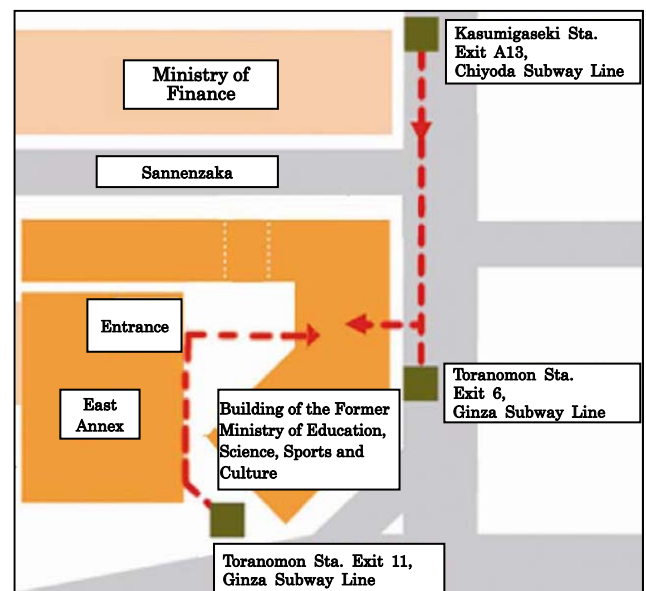 Kasumigaseki Sta.
Exit A13,
Chiyoda Subway Line
Ministry of
Finance
Sannenzaka
Entrance
East
Annex
Building of the Former
Ministry of Education,
Science, Sports and
Culture
Toranomon Sta.
Exit 6,
Ginza Subway Line
Toranomon Sta. Exit 11,
Ginza Subway Line